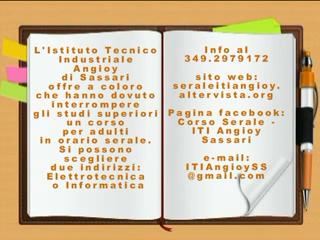 L'Istituto Tecnico
Industriale
Angioy
di Sassari
offre a coloro
che hanno dovuto
interrompere
gli studi superiori
un corso
per adulti
in orario serale.
Si possono
scegliere
due indirizzi:
Elettrotecnica
o Informatica
Info al
349.2979172
sito web:
seraleitiangioy.
altervista.org
Pagina facebook:
Corso Serale -
ITI Angioy
Sassari
e-mail:
ITIAngioySS
@gmail.com